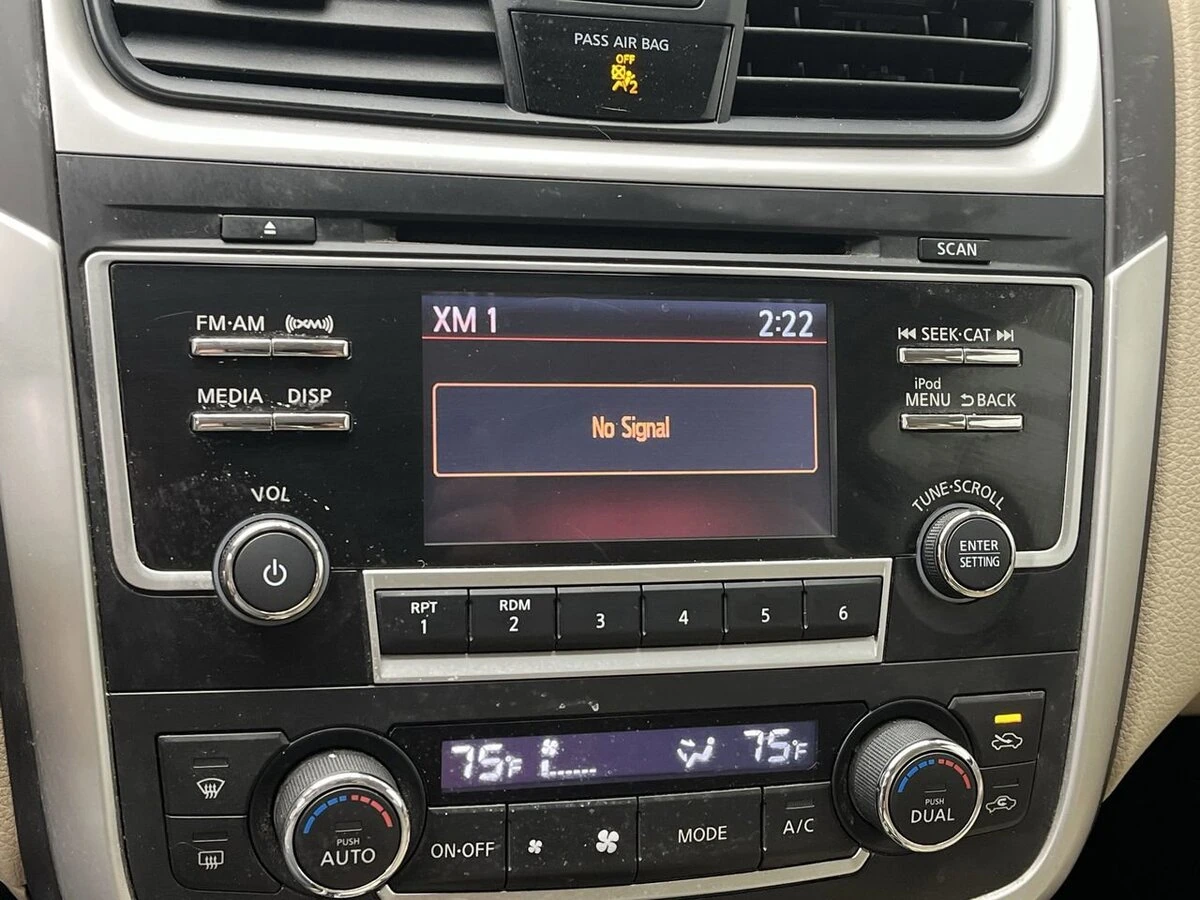 PASS AIR BAG
OFF
2
SCAN
FM·AM XM
XM 1 2:22
SEEK·CAT
MEDIA DISP
iPod
MENU BACK
No Signal
VOL
TUNE·SCROLL
ENTER
SETTING
RPT
1
RDM
2
3
4
5
6
75°F 75°F
PUSH
AUTO
ON·OFF
MODE
A/C
PUSH
DUAL